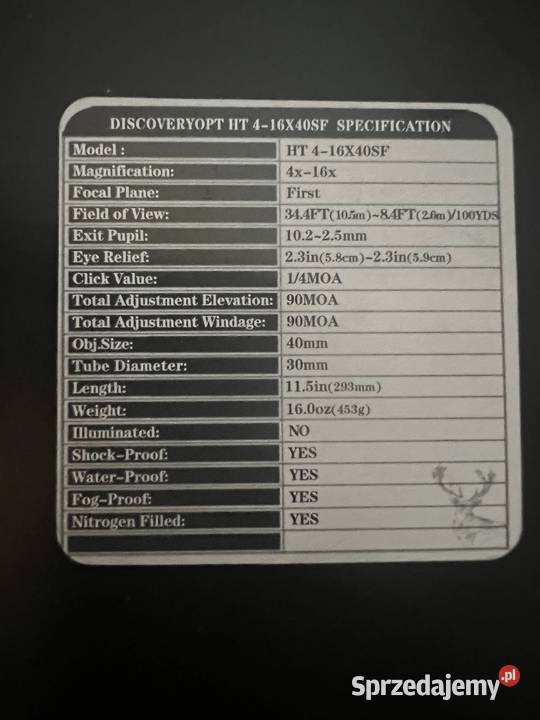 DISCOVERYOPT HT 4-16X40SF SPECIFICATION
Model : HT 4-16X40SF
Magnification: 4x-16x
Focal Plane: First
Field of View: 34.4FT(10.5m)~8.4FT(2.6m)/100YDS
Exit Pupil: 10.2~2.5mm
Eye Relief: 2.3in(5.8cm)~2.3in(5.9cm)
Click Value: 1/4MOA
Total Adjustment Elevation: 90MOA
Total Adjustment Windage: 90MOA
Obj.Size: 40mm
Tube Diameter: 30mm
Length: 11.5in(293mm)
Weight: 16.0oz(453g)
Illuminated: NO
Shock-Proof: YES
Water-Proof: YES
Fog-Proof: YES
Nitrogen Filled: YES
Sprzedajemy.pl